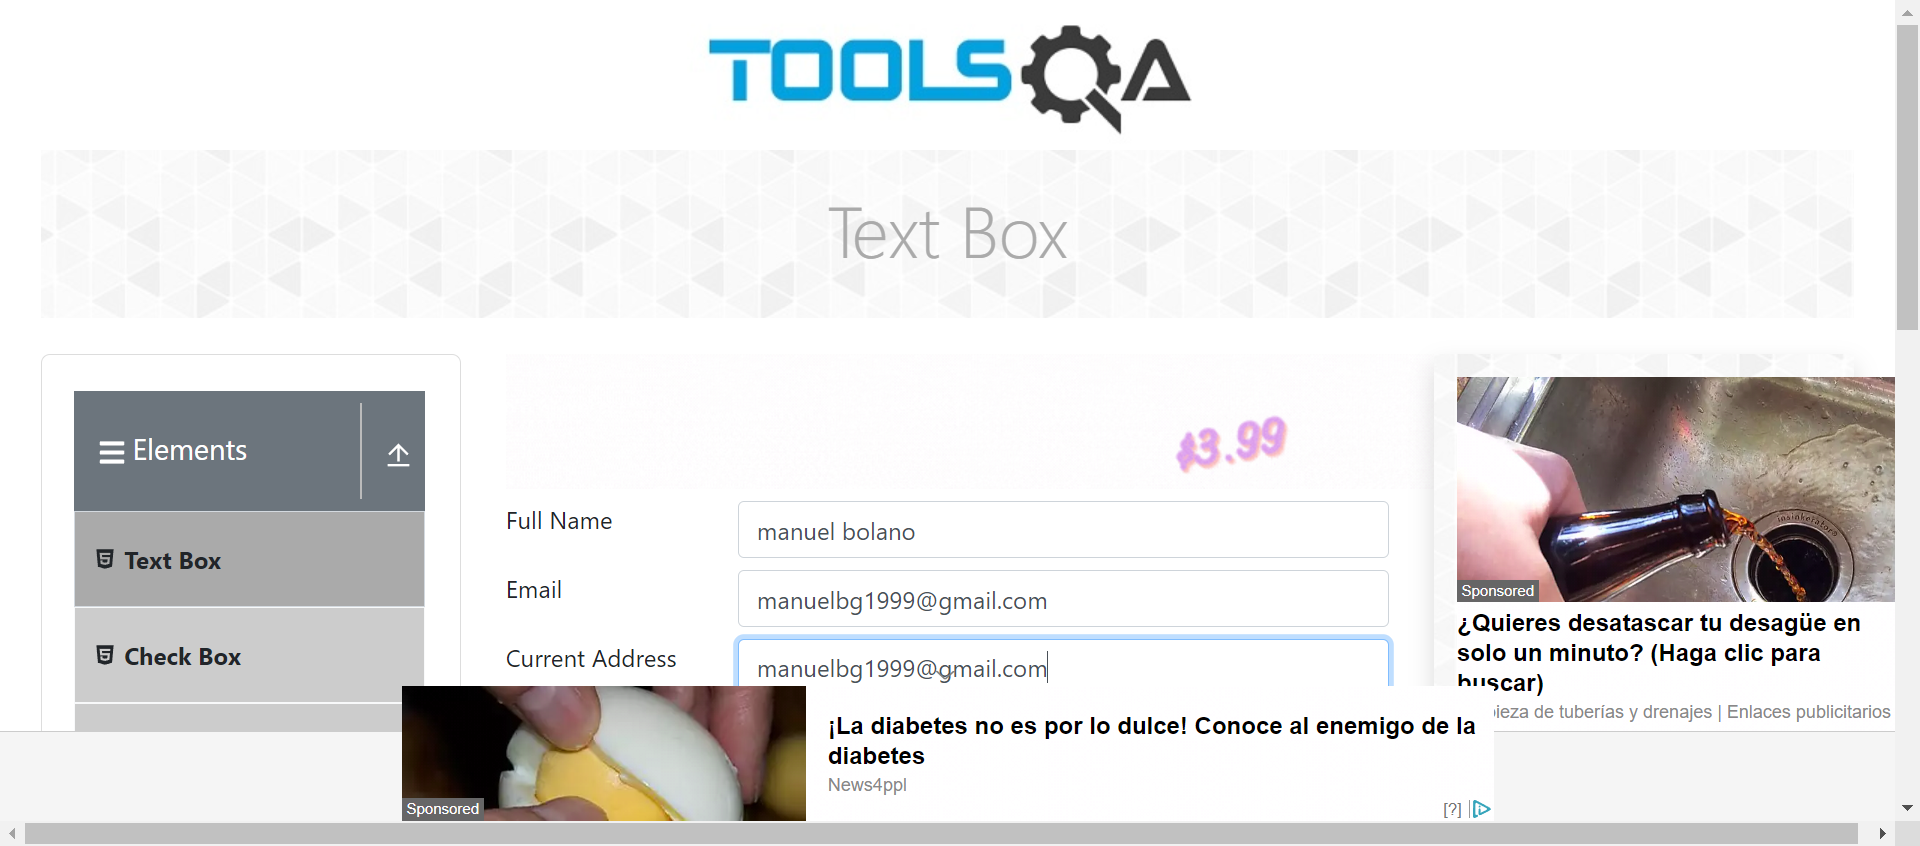 TOOLSQA
Text Box
Elements
Text Box
Check Box
$3.99
Full Name
manuel bolano
Email
manuelbg1999@gmail.com
Current Address
manuelbg1999@gmail.com
insinkerator
Sponsored
¿Quieres desatascar tu desagüe en
solo un minuto? (Haga clic para
buscar)
pieza de tuberías y drenajes | Enlaces publicitarios
Sponsored
¡La diabetes no es por lo dulce! Conoce al enemigo de la
diabetes
News4ppl
[?]